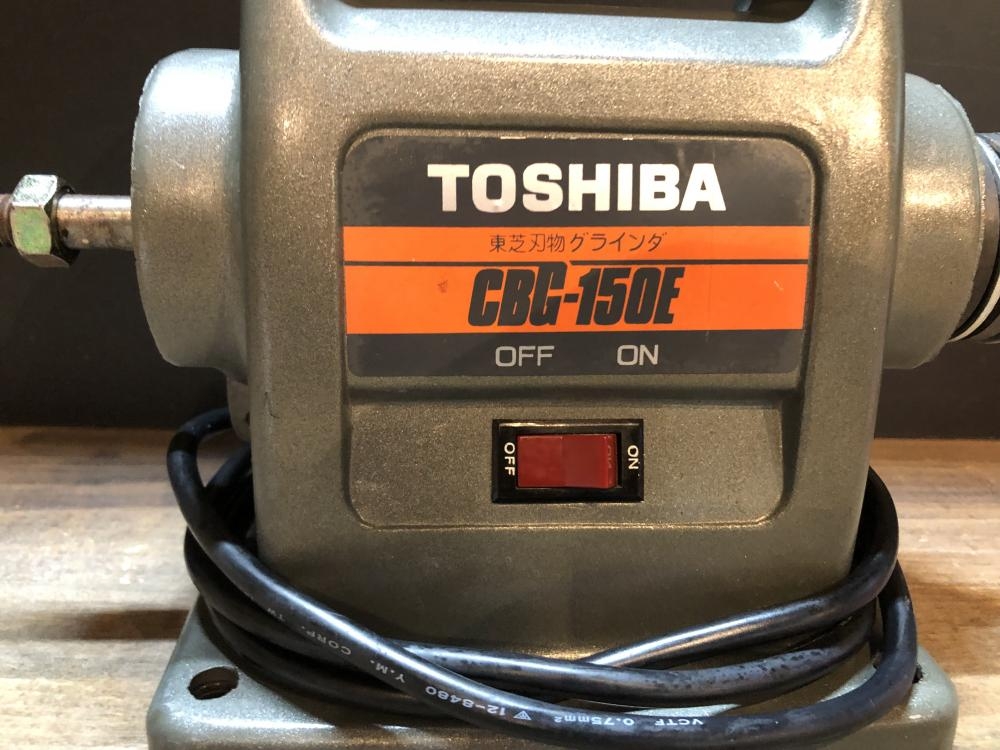 TOSHIBA
東芝刃物グラインダ
CBG-150E
OFF ON
OFF ON
Y.M. CORP.
VCTF 0.75mm² 12-8480